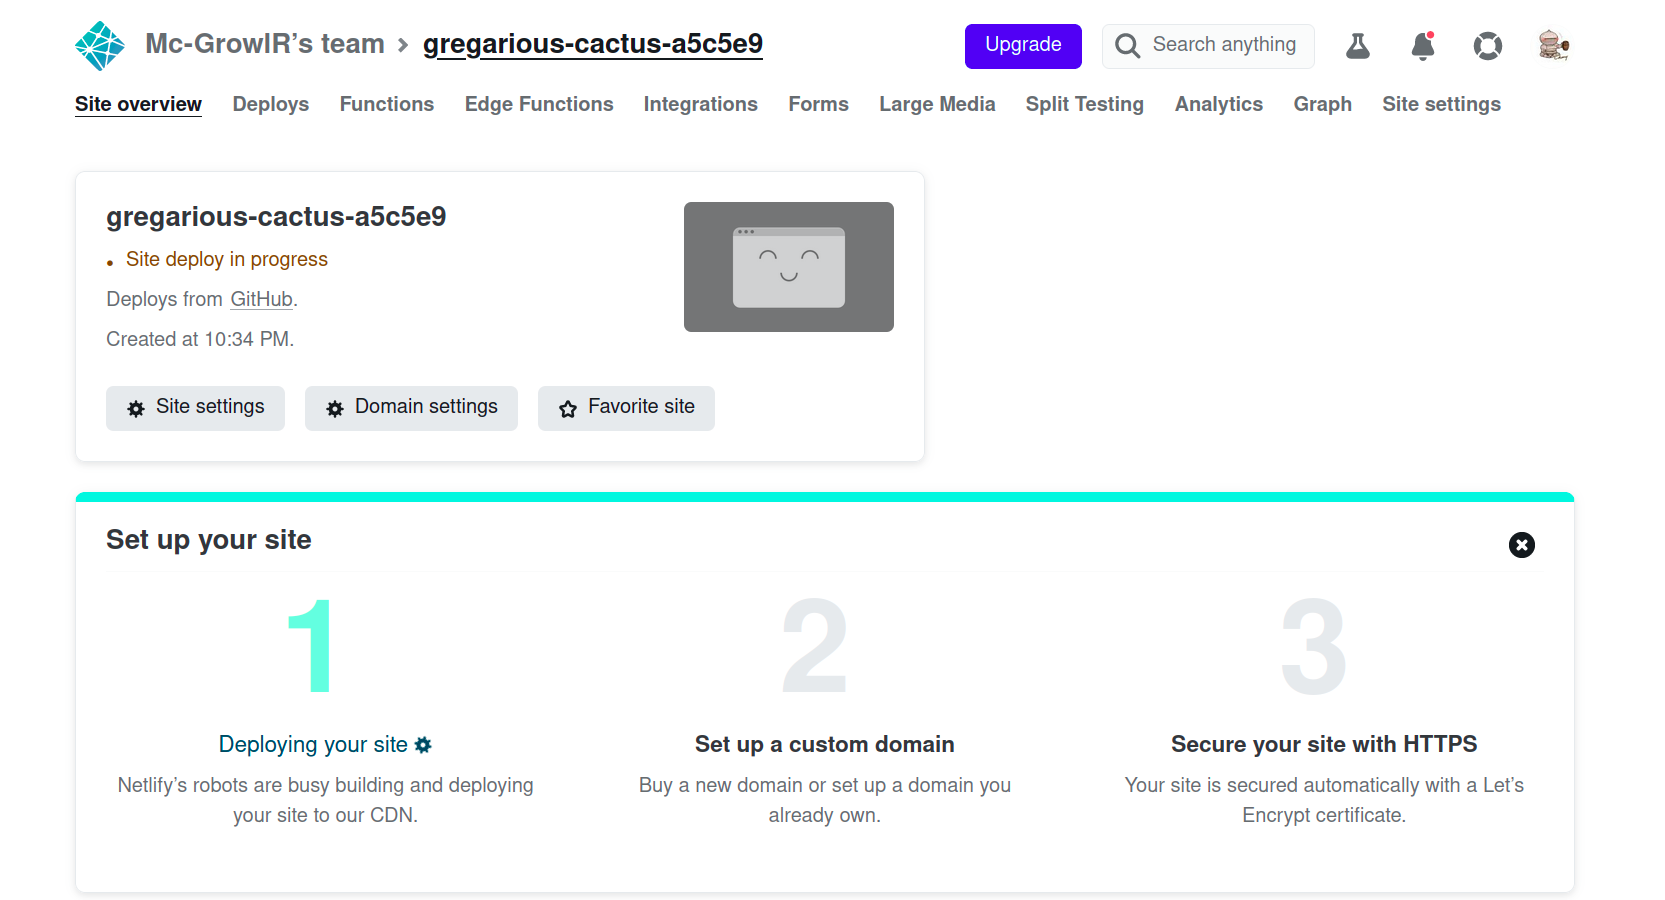 Mc-GrowIR’s team > gregarious-cactus-a5c5e9
Upgrade
Search anything
Site overview Deploys Functions Edge Functions Integrations Forms Large Media Split Testing Analytics Graph Site settings
gregarious-cactus-a5c5e9
• Site deploy in progress
Deploys from GitHub.
Created at 10:34 PM.
Site settings Domain settings Favorite site
Set up your site
1
Deploying your site
Netlify’s robots are busy building and deploying
your site to our CDN.
2
Set up a custom domain
Buy a new domain or set up a domain you
already own.
3
Secure your site with HTTPS
Your site is secured automatically with a Let’s
Encrypt certificate.